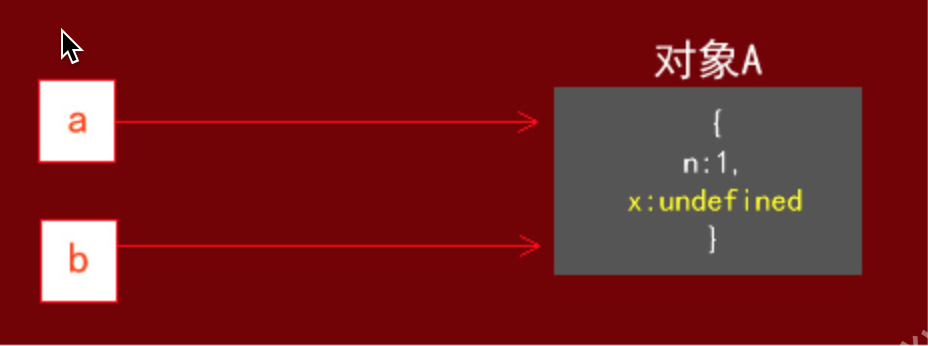 对象A
a
{
n:1,
x:undefined
}
b